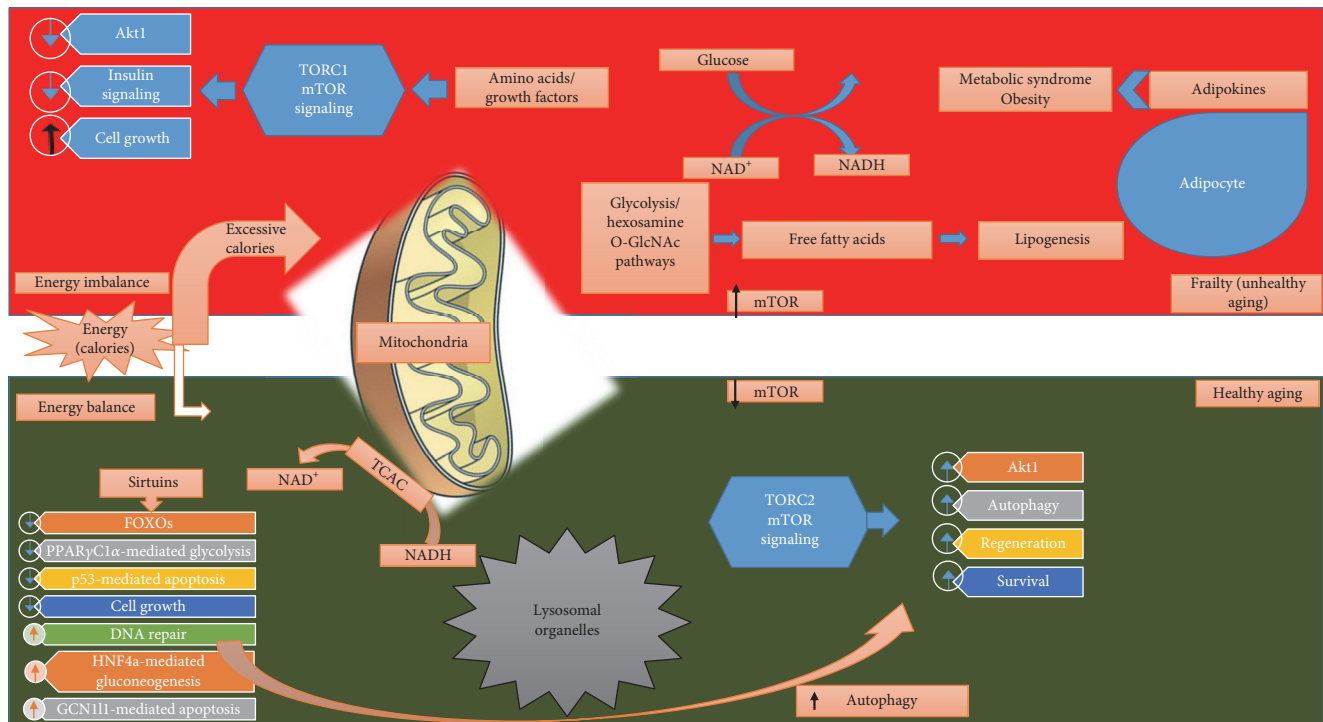 Akt1
Insulin
signaling
Cell growth
TORC1
mTOR
signaling
Amino acids/
growth factors
Glucose
NAD+
NADH
Metabolic syndrome
Obesity
Adipokines
Adipocyte
Glycolysis/
hexosamine
O-GlcNAc
pathways
Free fatty acids
Lipogenesis
Frailty (unhealthy
aging)
mTOR
Excessive
calories
Energy imbalance
Energy
(calories)
Mitochondria
Energy balance
mTOR
Healthy aging
Sirtuins
NAD+
TCAC
NADH
FOXOs
PPARγC1α-mediated glycolysis
p53-mediated apoptosis
Cell growth
DNA repair
HNF4a-mediated
gluconeogenesis
GCN1l1-mediated apoptosis
Lysosomal
organelles
TORC2
mTOR
signaling
Akt1
Autophagy
Regeneration
Survival
Autophagy